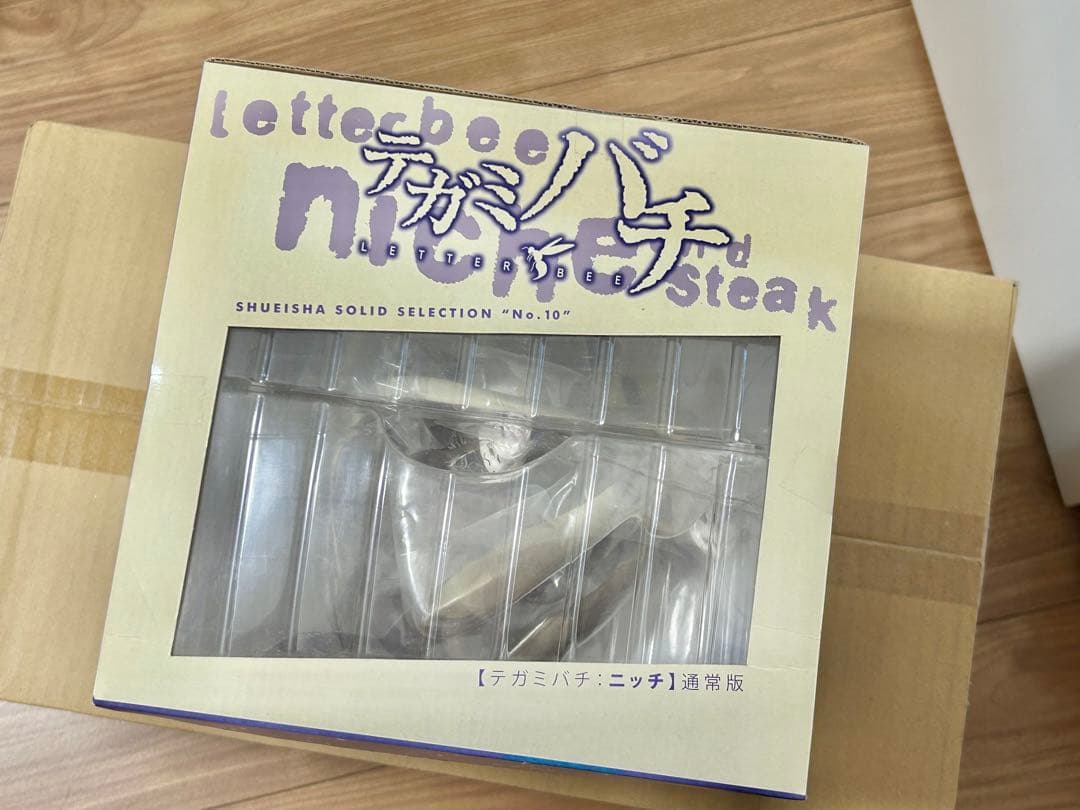 Letterbee
niche and
Steak
テガミバチ
LETTER BEE
SHUEISHA SOLID SELECTION "No.10"
【テガミバチ:ニッチ】通常版